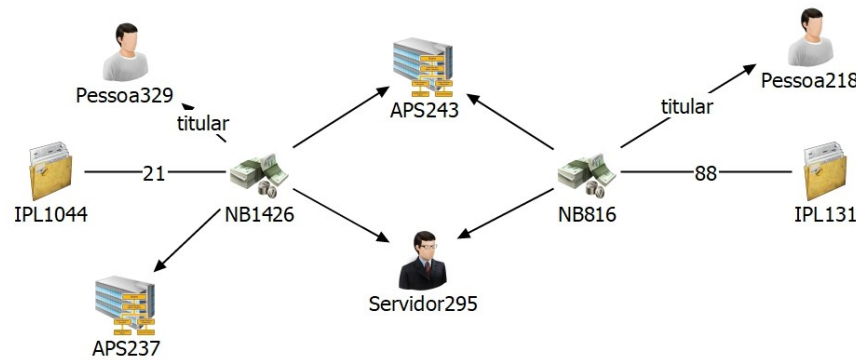 Pessoa329
APS243
Pessoa218
titular
titular
IPL1044
21
NB1426
NB816
88
IPL131
Servidor295
APS237